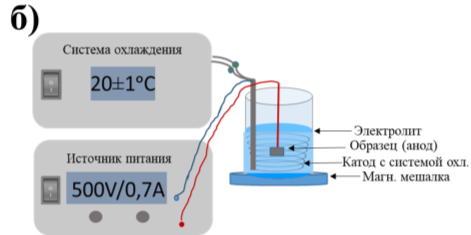 б)
Система охлаждения
20±1°C
Источник питания
500V/0,7A
Электролит
Образец (анод)
Катод с системой охл.
Магн. мешалка